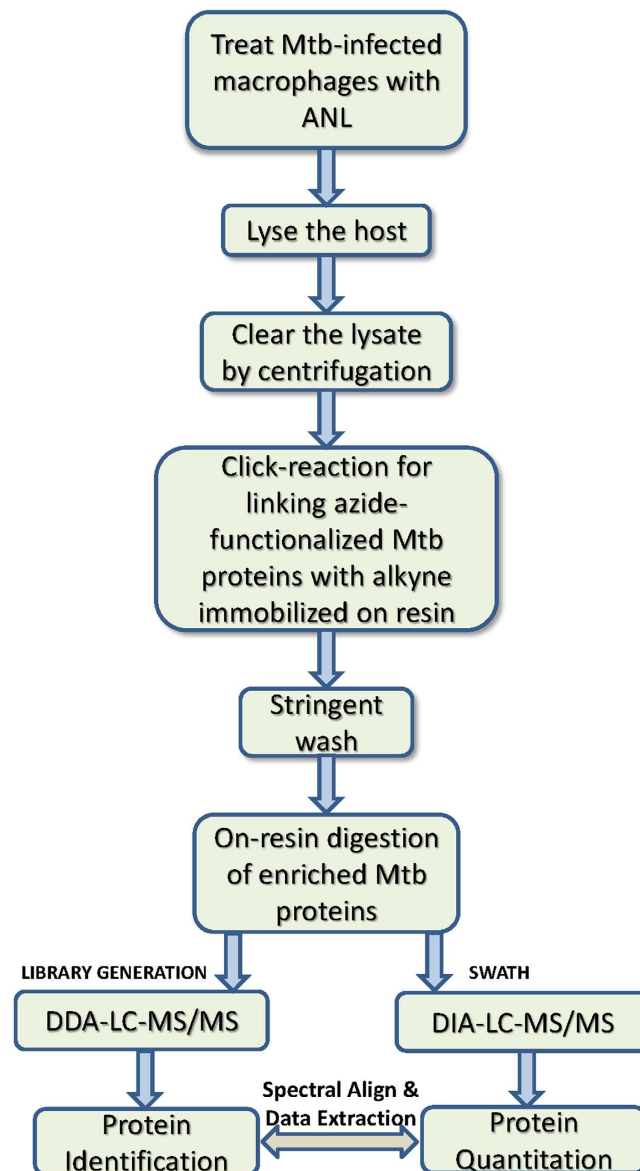 Treat Mtb-infected
macrophages with
ANL
Lyse the host
Clear the lysate
by centrifugation
Click-reaction for
linking azide-
functionalized Mtb
proteins with alkyne
immobilized on resin
Stringent
wash
On-resin digestion
of enriched Mtb
proteins
LIBRARY GENERATION
SWATH
DDA-LC-MS/MS
DIA-LC-MS/MS
Spectral Align &
Data Extraction
Protein
Identification
Protein
Quantitation